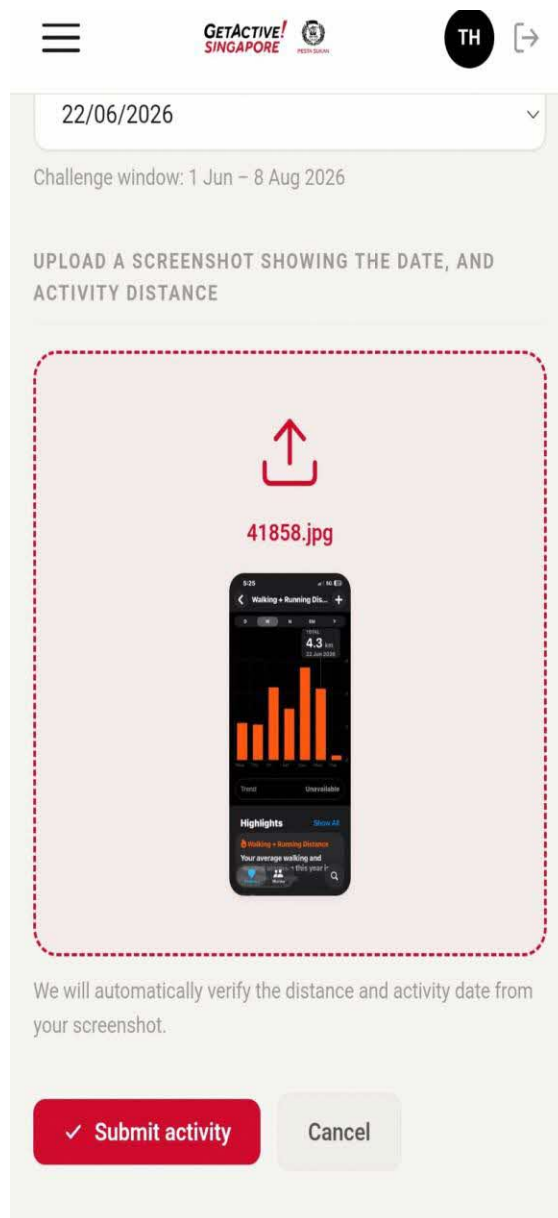 GETACTIVE!
SINGAPORE
PESTA SUKAN
TH
22/06/2026
Challenge window: 1 Jun – 8 Aug 2026
UPLOAD A SCREENSHOT SHOWING THE DATE, AND
ACTIVITY DISTANCE
41858.jpg
5:25
Walking + Running Dis...
TOTAL
4.3 km
22 Jun 2026
Trend
Unavailable
Highlights
Show All
Walking + Running Distance
Your average walking and
this year i
We will automatically verify the distance and activity date from
your screenshot.
Submit activity
Cancel